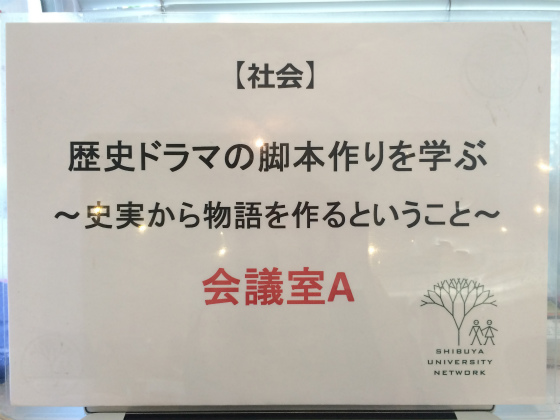 【社会】
歴史ドラマの脚本作りを学ぶ
～史実から物語を作るということ～
会議室A
SHIBUYA
UNIVERSITY
NETWORK